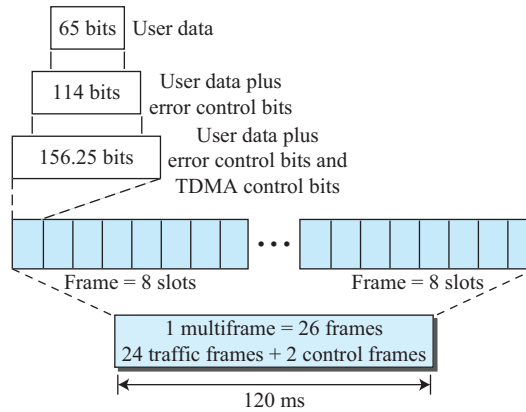 65 bits
User data
114 bits
User data plus
error control bits
156.25 bits
User data plus
error control bits and
TDMA control bits
Frame = 8 slots
Frame = 8 slots
1 multiframe = 26 frames
24 traffic frames + 2 control frames
120 ms